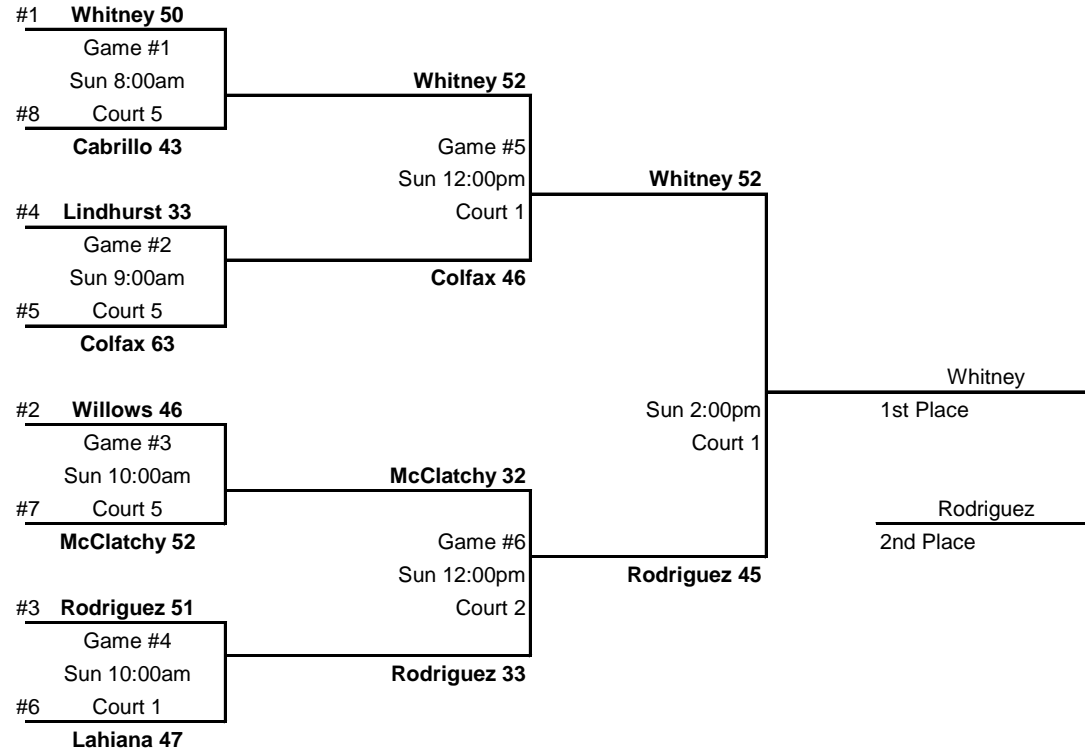 #1 Whitney 50
Game #1
Sun 8:00am
#8 Court 5
Cabrillo 43
#4 Lindhurst 33
Game #2
Sun 9:00am
#5 Court 5
Colfax 63
#2 Willows 46
Game #3
Sun 10:00am
#7 Court 5
McClatchy 52
#3 Rodriguez 51
Game #4
Sun 10:00am
#6 Court 1
Lahiana 47
Whitney 52
Game #5
Sun 12:00pm
Court 1
Colfax 46
McClatchy 32
Game #6
Sun 12:00pm
Court 2
Rodriguez 33
Whitney 52
Sun 2:00pm
Court 1
Rodriguez 45
Whitney
1st Place
Rodriguez
2nd Place